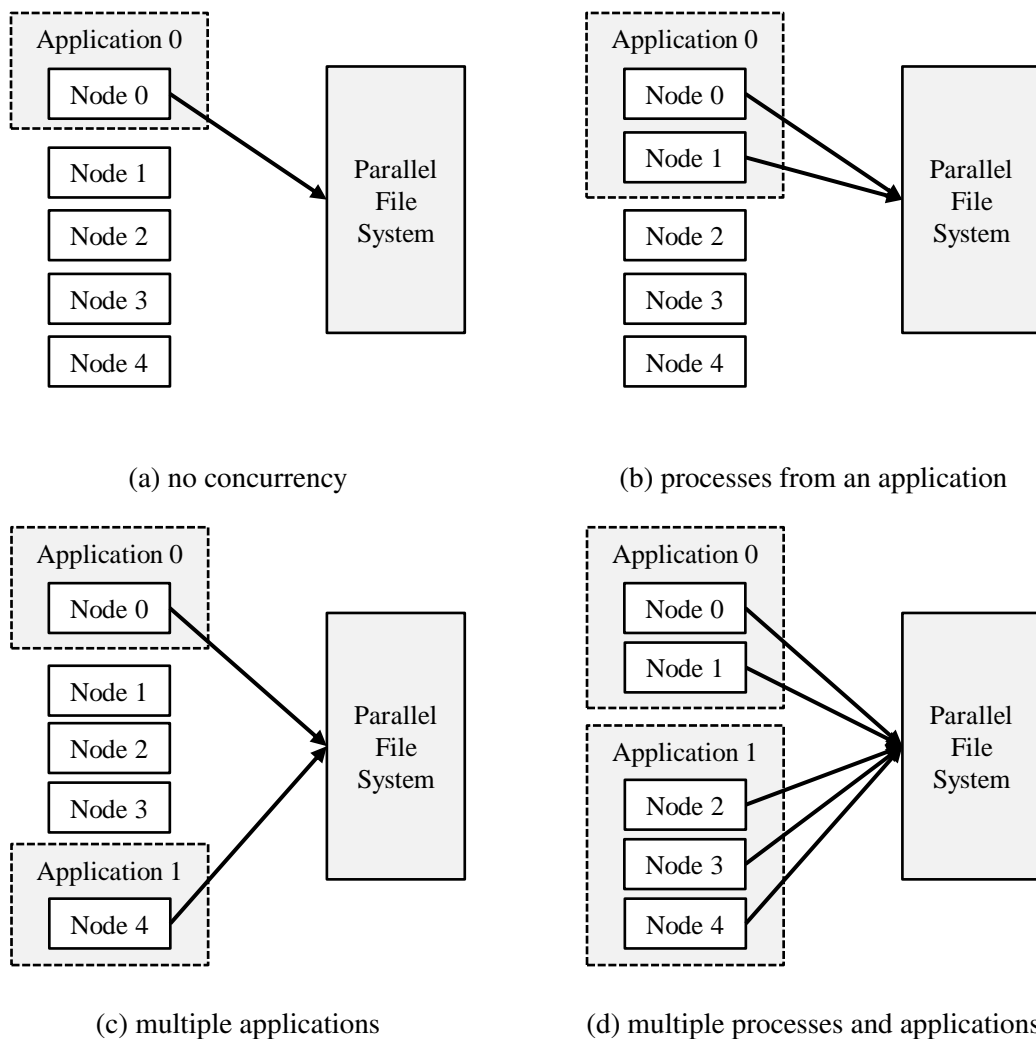 Application 0
Node 0
Node 1
Node 2
Node 3
Node 4
Parallel
File
System
(a) no concurrency
Application 0
Node 0
Node 1
Node 2
Node 3
Node 4
Parallel
File
System
(b) processes from an application
Application 0
Node 0
Node 1
Node 2
Node 3
Application 1
Node 4
Parallel
File
System
(c) multiple applications
Application 0
Node 0
Node 1
Application 1
Node 2
Node 3
Node 4
Parallel
File
System
(d) multiple processes and applications